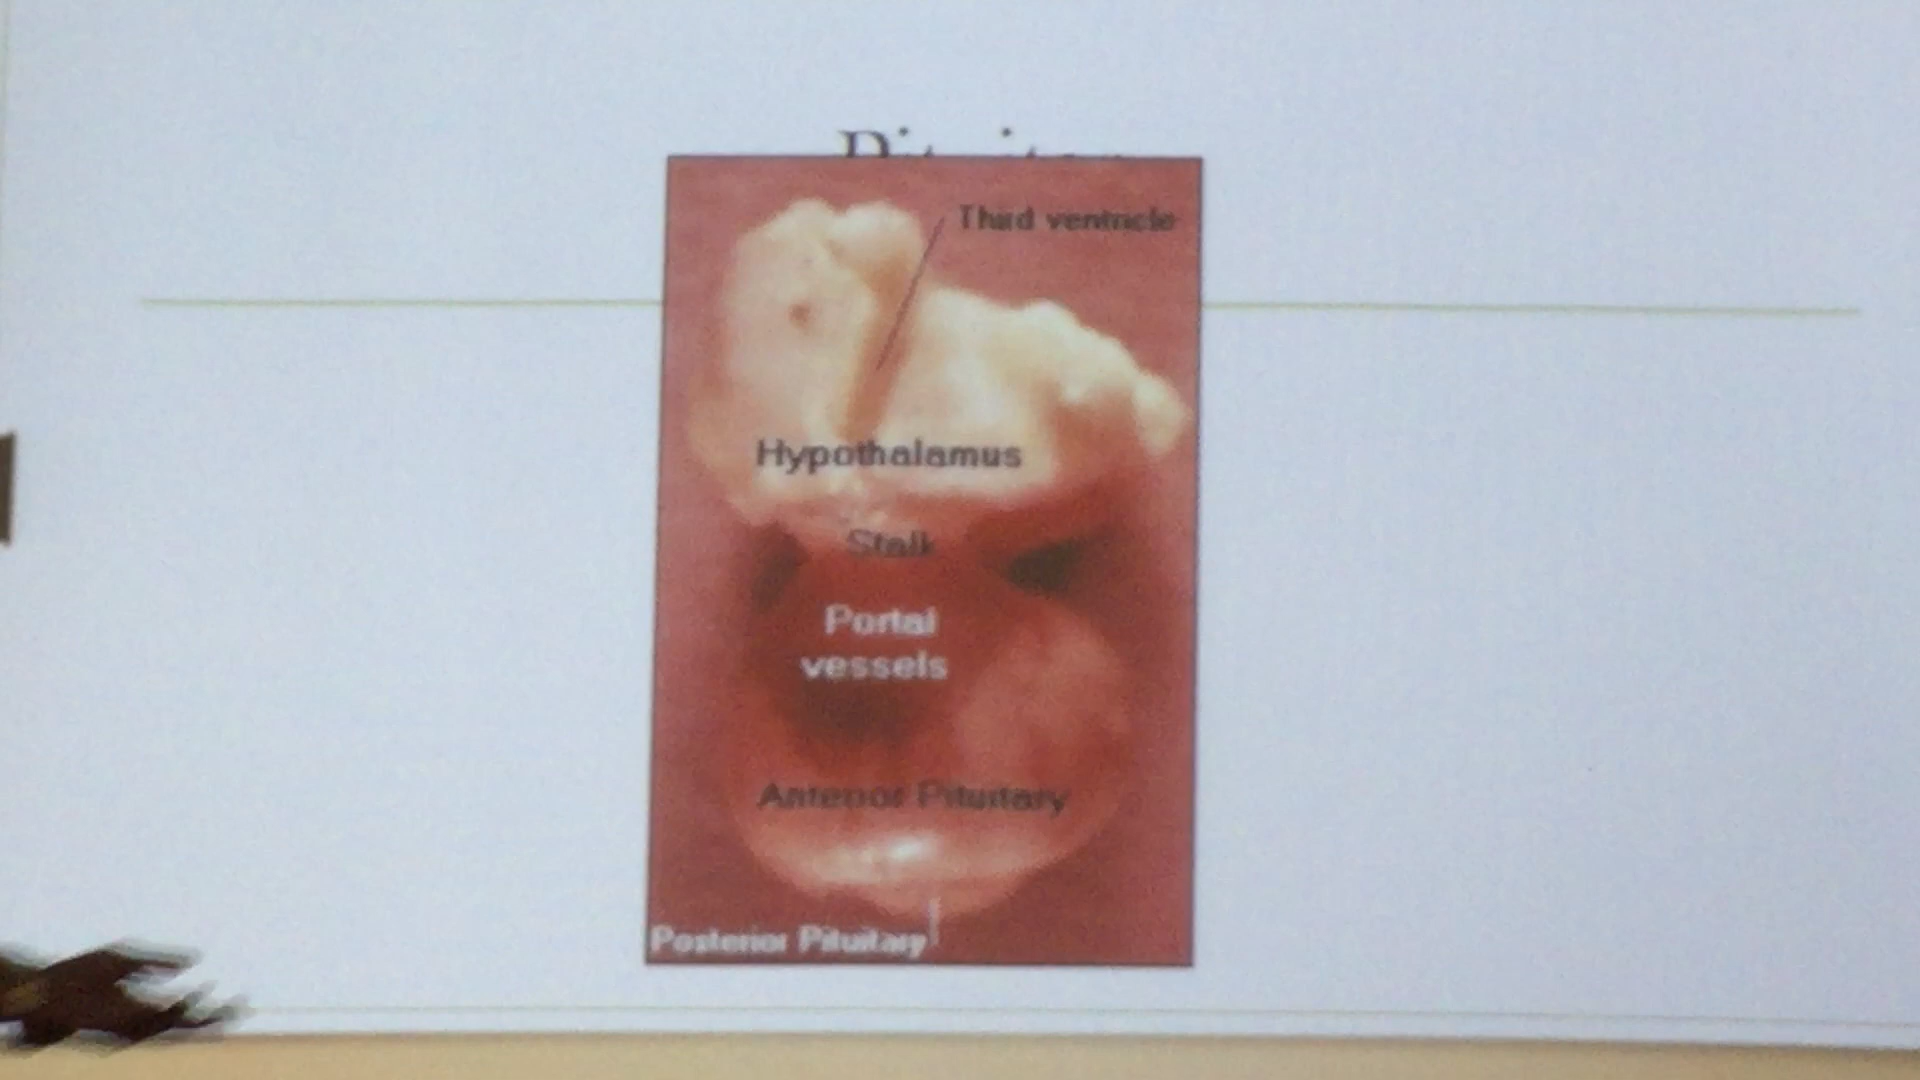 Third ventricle
Hypothalamus
Stalk
Portal
vessels
Anterior Pituitary
Posterior Pituitary